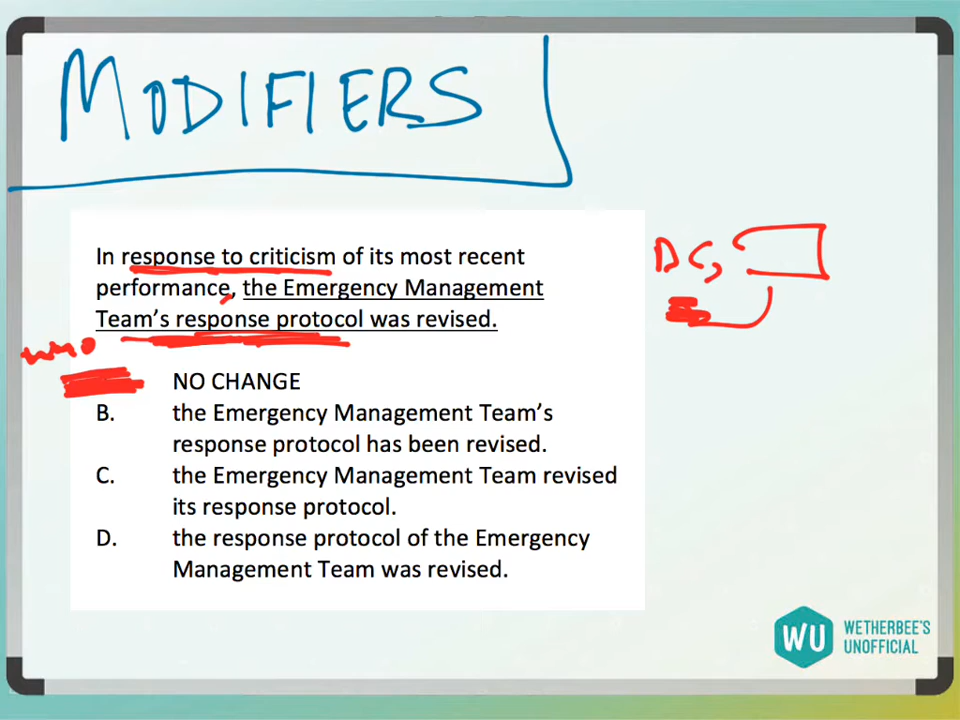 MODIFIERS
In response to criticism of its most recent
performance, the Emergency Management
Team's response protocol was revised.
DC,
NO CHANGE
B. the Emergency Management Team's
response protocol has been revised.
C. the Emergency Management Team revised
its response protocol.
D. the response protocol of the Emergency
Management Team was revised.
WU WETHERBEE'S
UNOFFICIAL